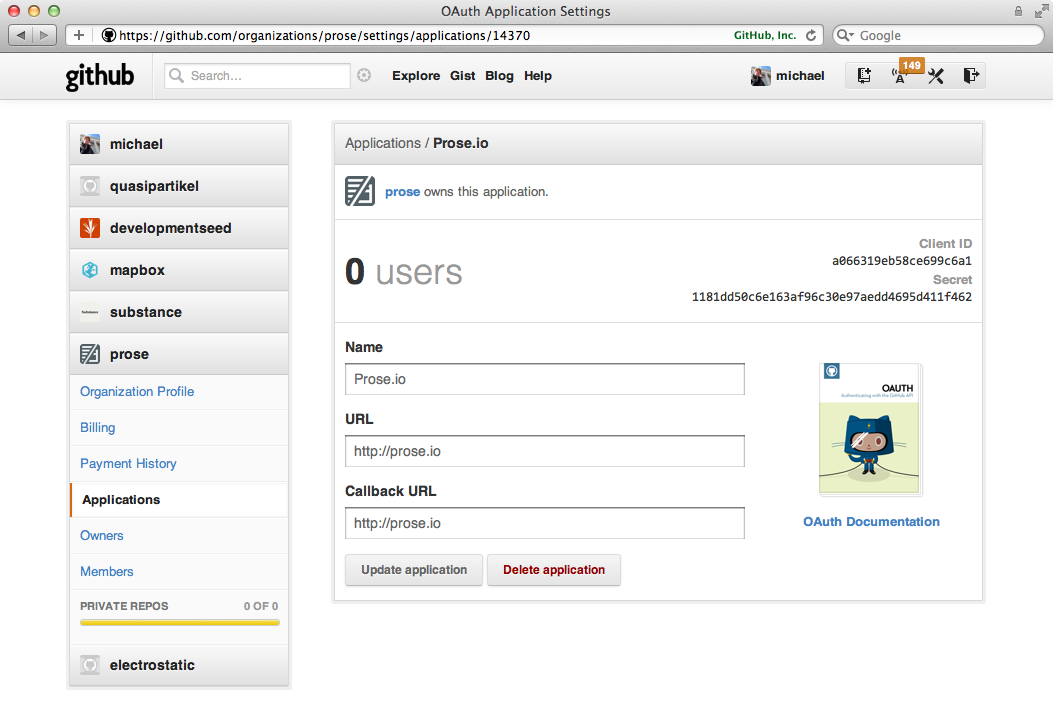 OAuth Application Settings
https://github.com/organizations/prose/settings/applications/14370
GitHub, Inc.
Google
github
Search...
Explore Gist Blog Help
michael
149
michael
quasipartikel
developmentseed
mapbox
substance
prose
Organization Profile
Billing
Payment History
Applications
Owners
Members
PRIVATE REPOS 0 OF 0
electrostatic
Applications / Prose.io
prose owns this application.
0 users
Client ID
a066319eb58ce699c6a1
Secret
1181dd50c6e163af96c30e97aedd4695d411f462
Name
Prose.io
URL
http://prose.io
Callback URL
http://prose.io
Update application
Delete application
OAUTH
Authenticating with the GitHub API
OAuth Documentation